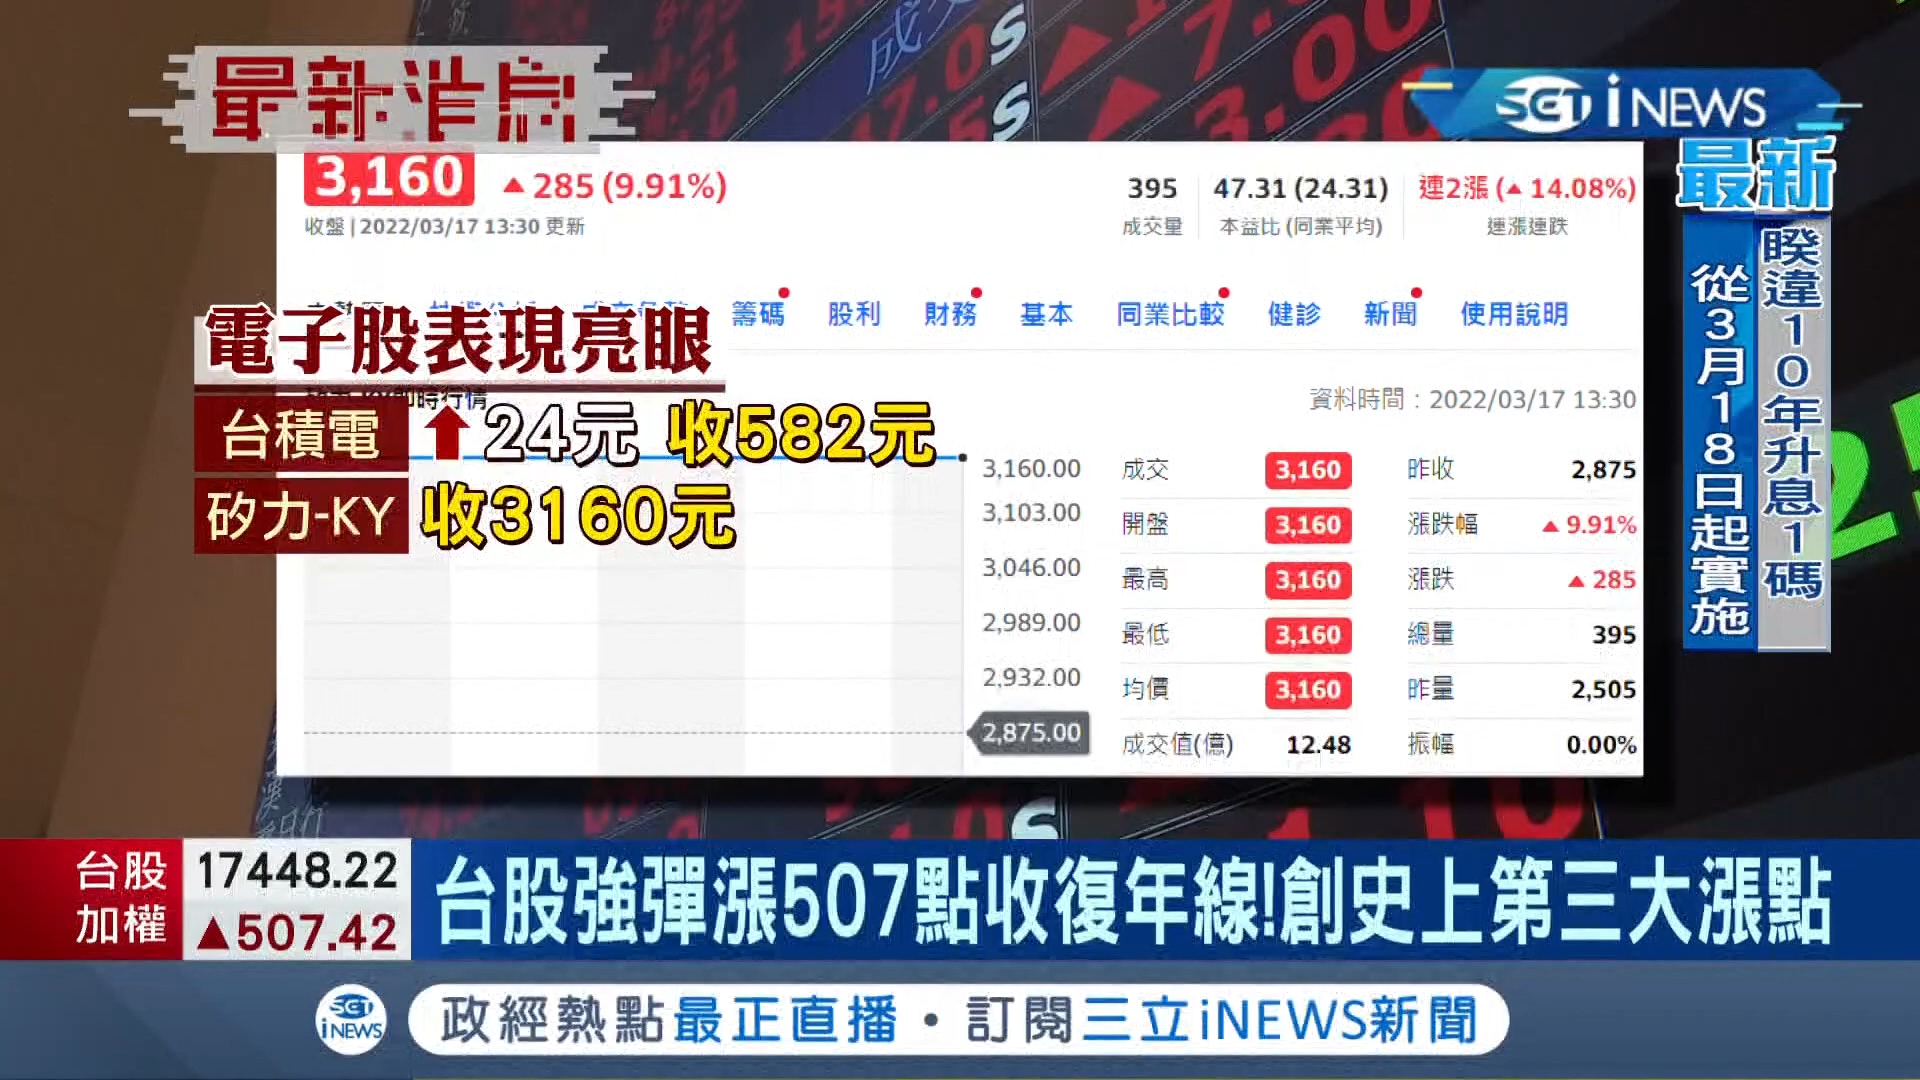 最新消息
SET iNEWS
最新
睽違10年升息1碼
從3月18日起實施
3,160 ▲ 285 (9.91%)
收盤 | 2022/03/17 13:30 更新
395
成交量
47.31 (24.31)
本益比 (同業平均)
連2漲 (▲ 14.08%)
連漲連跌
籌碼 股利 財務 基本 同業比較 健診 新聞 使用說明
電子股表現亮眼
即時行情
資料時間：2022/03/17 13:30
台積電 ⬆24元 收582元
矽力-KY 收3160元
3,160.00
3,103.00
3,046.00
2,989.00
2,932.00
2,875.00
成交 3,160 昨收 2,875
開盤 3,160 漲跌幅 ▲ 9.91%
最高 3,160 漲跌 ▲ 285
最低 3,160 總量 395
均價 3,160 昨量 2,505
成交值(億) 12.48 振幅 0.00%
台股加權
17448.22
▲507.42
台股強彈漲507點收復年線!創史上第三大漲點
SET iNEWS
政經熱點最正直播・訂閱三立iNEWS新聞